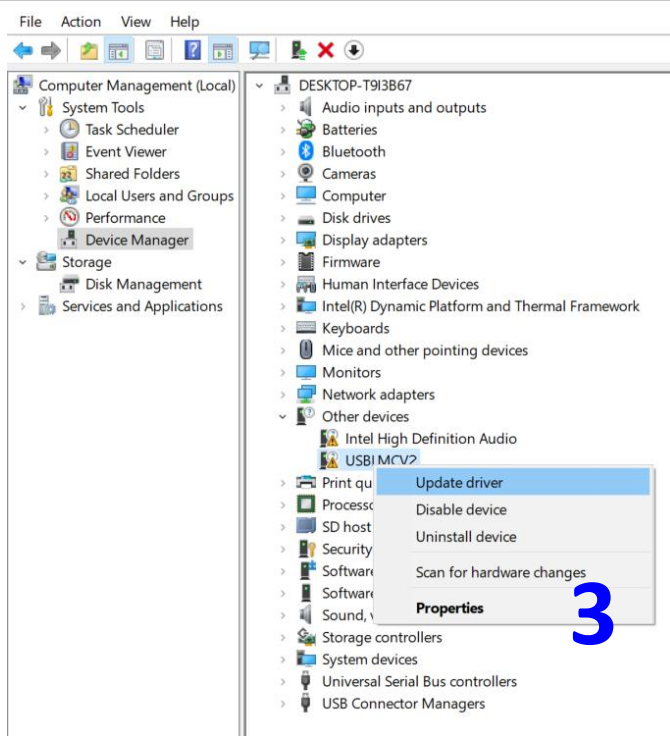 File Action View Help
Computer Management (Local)
System Tools
Task Scheduler
Event Viewer
Shared Folders
Local Users and Groups
Performance
Device Manager
Storage
Disk Management
Services and Applications
DESKTOP-T9I3B67
Audio inputs and outputs
Batteries
Bluetooth
Cameras
Computer
Disk drives
Display adapters
Firmware
Human Interface Devices
Intel(R) Dynamic Platform and Thermal Framework
Keyboards
Mice and other pointing devices
Monitors
Network adapters
Other devices
Intel High Definition Audio
USBLMCV2
Print qu
Processo
SD host
Security
Software
Software
Sound, v
Storage controllers
System devices
Universal Serial Bus controllers
USB Connector Managers
Update driver
Disable device
Uninstall device
Scan for hardware changes
Properties
3